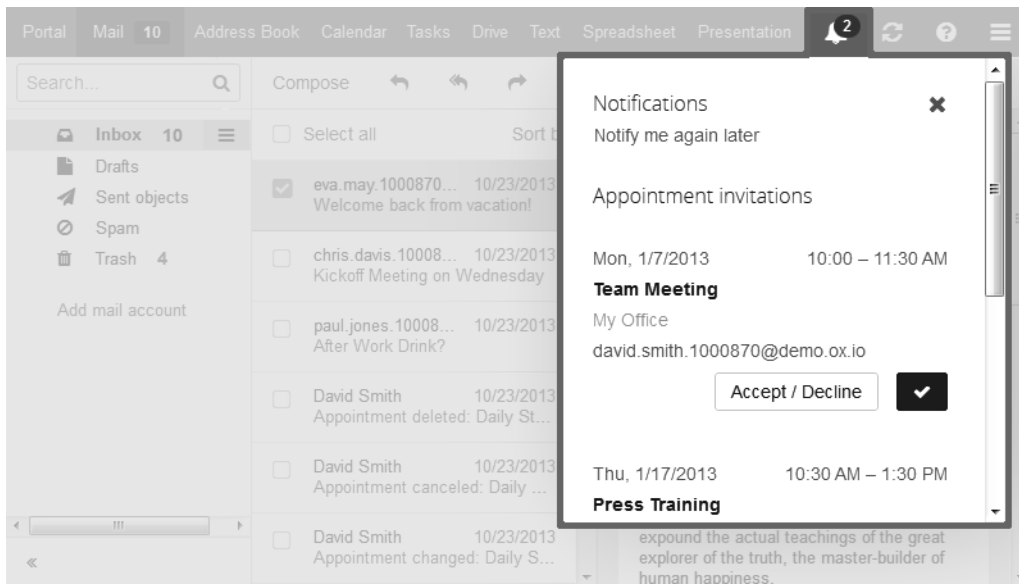 Portal Mail 10 Address Book Calendar Tasks Drive Text Spreadsheet Presentation 2
Search...
Inbox 10
Drafts
Sent objects
Spam
Trash 4
Add mail account
Compose
Select all Sort
eva.may.1000870... 10/23/2013
Welcome back from vacation!
chris.davis.10008... 10/23/2013
Kickoff Meeting on Wednesday
paul.jones.10008... 10/23/2013
After Work Drink?
David Smith 10/23/2013
Appointment deleted: Daily St...
David Smith 10/23/2013
Appointment canceled: Daily ...
David Smith 10/23/2013
Appointment changed: Daily S...
Notifications
Notify me again later
Appointment invitations
Mon, 1/7/2013 10:00 – 11:30 AM
Team Meeting
My Office
david.smith.1000870@demo.ox.io
Accept / Decline
Thu, 1/17/2013 10:30 AM – 1:30 PM
Press Training
expound the actual teachings of the great
explorer of the truth, the master-builder of
human happiness.